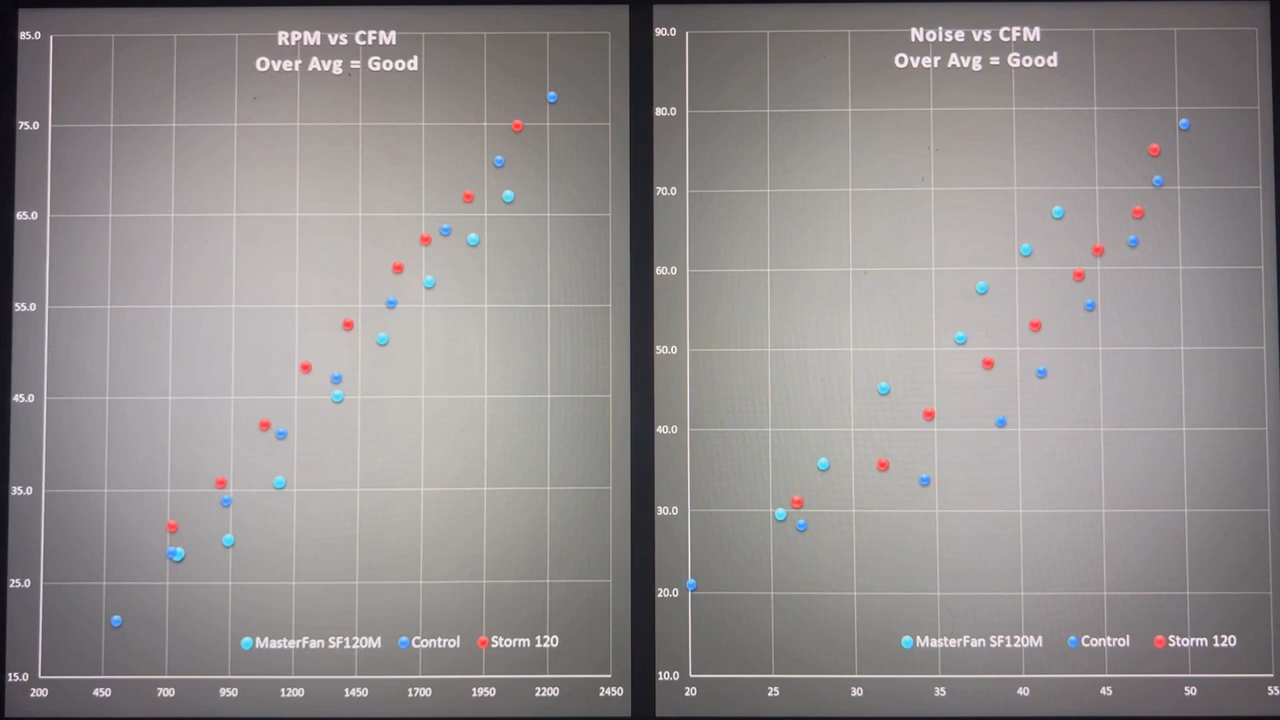 RPM vs CFM
Over Avg = Good
85.0
75.0
65.0
55.0
45.0
35.0
25.0
15.0
200 450 700 950 1200 1450 1700 1950 2200 2450
MasterFan SF120M Control Storm 120
Noise vs CFM
Over Avg = Good
90.0
80.0
70.0
60.0
50.0
40.0
30.0
20.0
10.0
20 25 30 35 40 45 50 55
MasterFan SF120M Control Storm 120